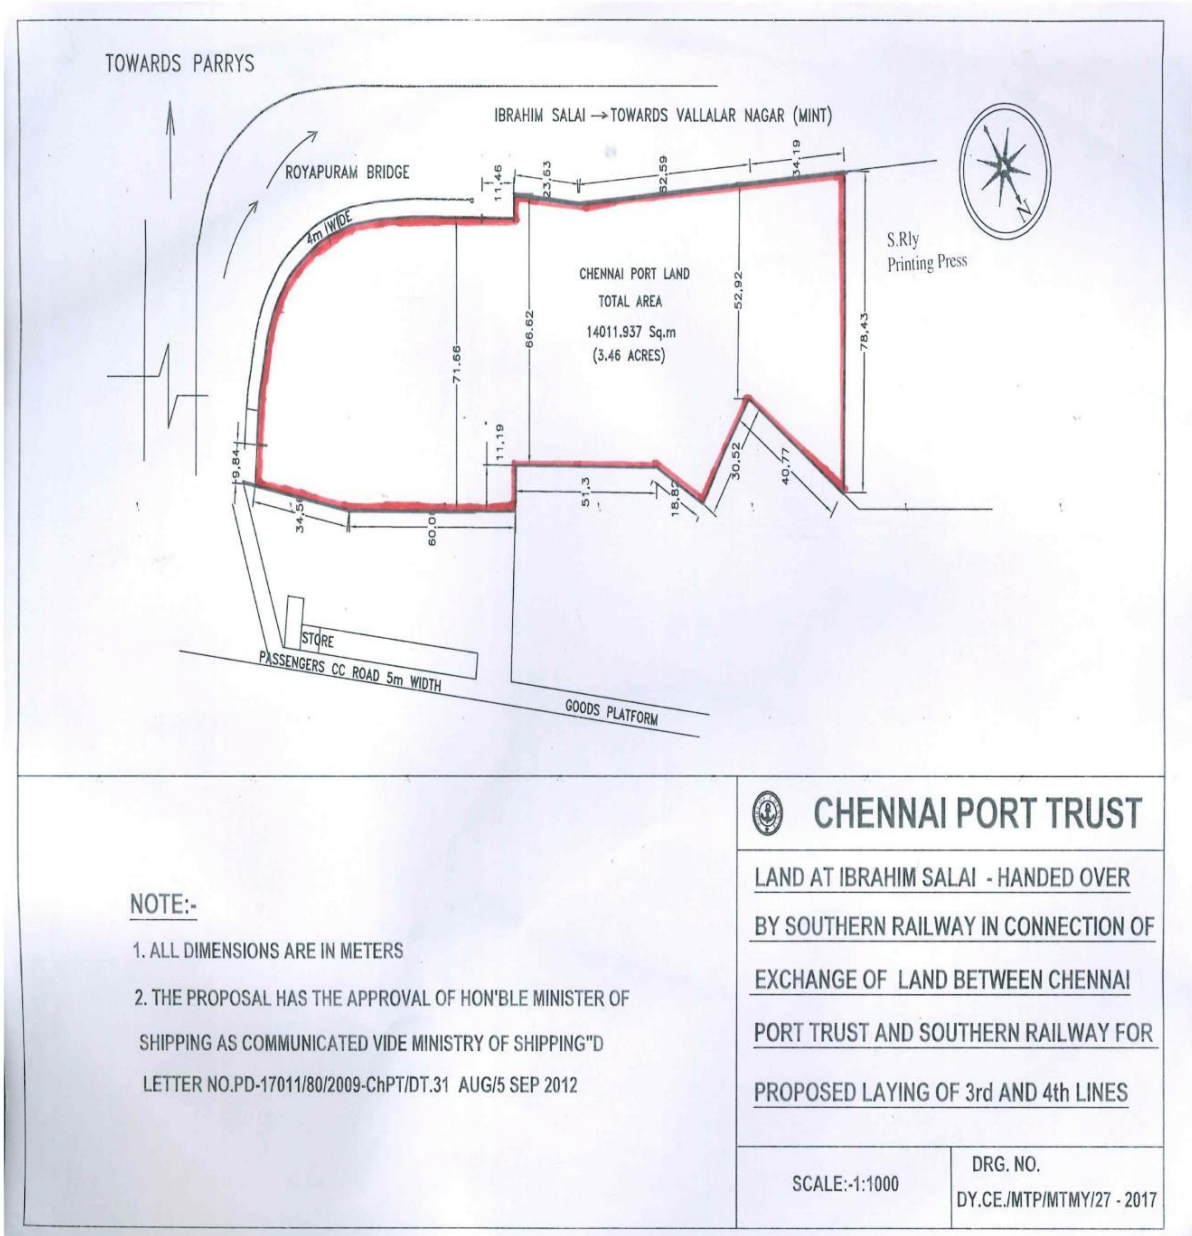 TOWARDS PARRYS
IBRAHIM SALAI → TOWARDS VALLALAR NAGAR (MINT)
ROYAPURAM BRIDGE
4m WIDE
11.46
23.63
62.59
34.19
N
S.Rly
Printing Press
CHENNAI PORT LAND
TOTAL AREA
14011.937 Sq.m
(3.46 ACRES)
71.66
66.62
52.92
78.43
11.19
9.84
34.56
60.0
51.3
18.82
30.52
40.77
STORE
PASSENGERS CC ROAD 5m WIDTH
GOODS PLATFORM
NOTE:-
1. ALL DIMENSIONS ARE IN METERS
2. THE PROPOSAL HAS THE APPROVAL OF HON'BLE MINISTER OF
SHIPPING AS COMMUNICATED VIDE MINISTRY OF SHIPPING"D
LETTER NO.PD-17011/80/2009-ChPT/DT.31 AUG/5 SEP 2012
CHENNAI PORT TRUST
LAND AT IBRAHIM SALAI - HANDED OVER
BY SOUTHERN RAILWAY IN CONNECTION OF
EXCHANGE OF LAND BETWEEN CHENNAI
PORT TRUST AND SOUTHERN RAILWAY FOR
PROPOSED LAYING OF 3rd AND 4th LINES
SCALE:-1:1000
DRG. NO.
DY.CE./MTP/MTMY/27 - 2017